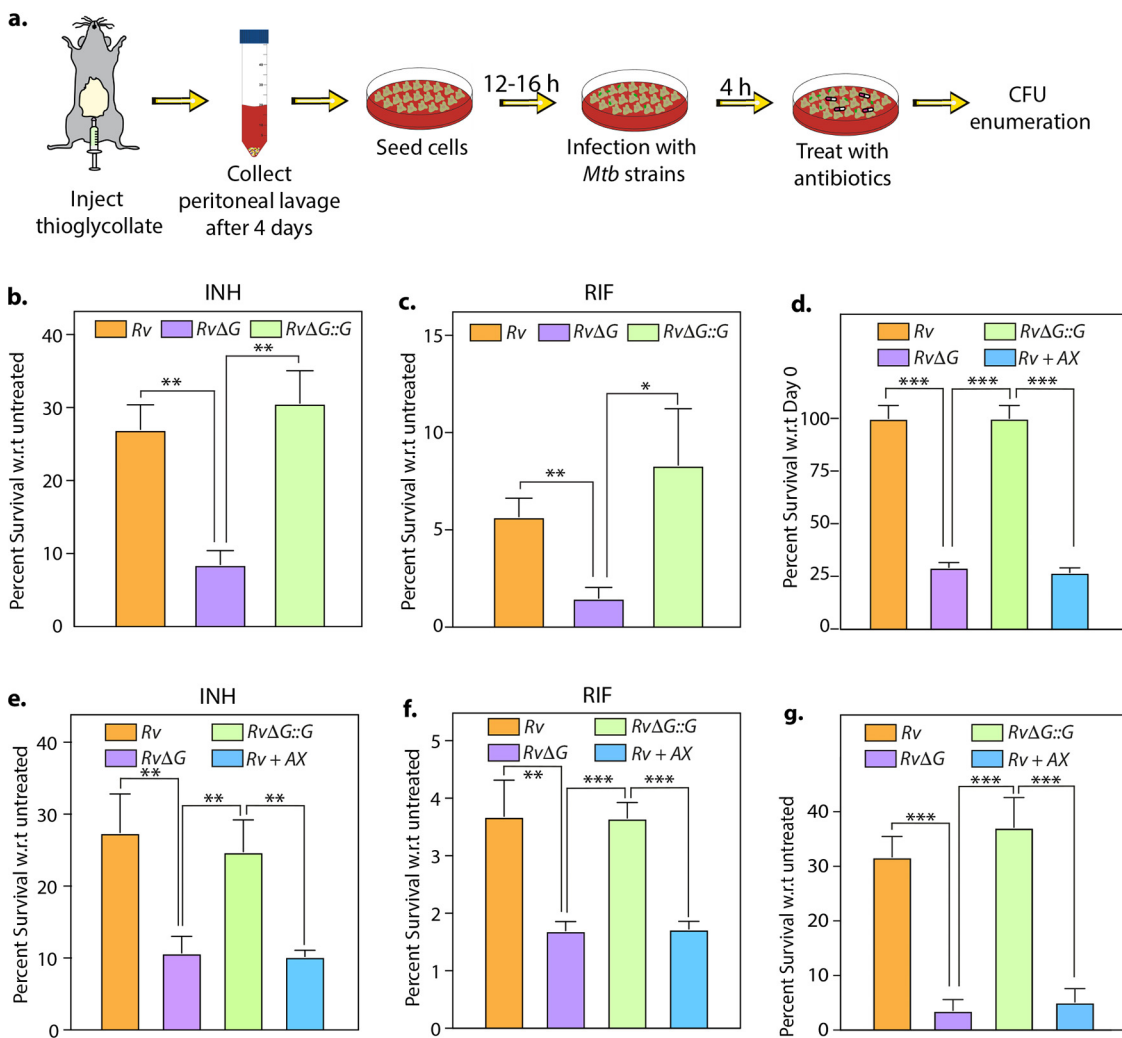 a.
Inject
thioglycollate
Collect
peritoneal lavage
after 4 days
Seed cells
12-16 h
Infection with
Mtb strains
4 h
Treat with
antibiotics
CFU
enumeration
b.
INH
Rv RvΔG RvΔG::G
Percent Survival w.r.t untreated
40
30
20
10
0
**
**
c.
RIF
Rv RvΔG RvΔG::G
Percent Survival w.r.t untreated
15
10
5
0
**
*
d.
Rv RvΔG::G
RvΔG Rv + AX
Percent Survival w.r.t Day 0
100
75
50
25
0
*** *** ***
e.
INH
Rv RvΔG::G
RvΔG Rv + AX
Percent Survival w.r.t untreated
40
30
20
10
0
**
** **
f.
RIF
Rv RvΔG::G
RvΔG Rv + AX
Percent Survival w.r.t untreated
5
4
3
2
1
0
**
*** ***
g.
Rv RvΔG::G
RvΔG Rv + AX
Percent Survival w.r.t untreated
40
30
20
10
0
***
*** ***